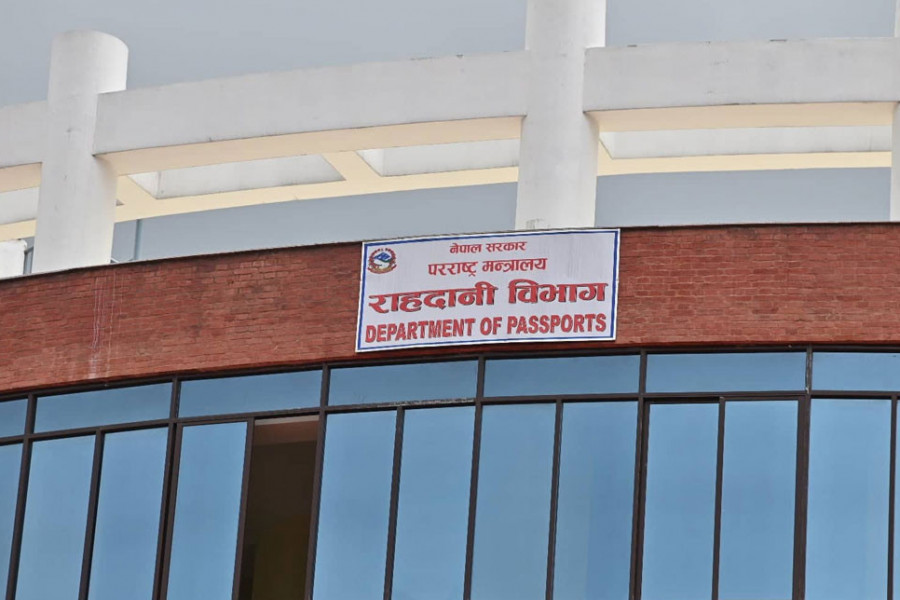 नेपाल सरकार
परराष्ट्र मन्त्रालय
राहदानी विभाग
DEPARTMENT OF PASSPORTS